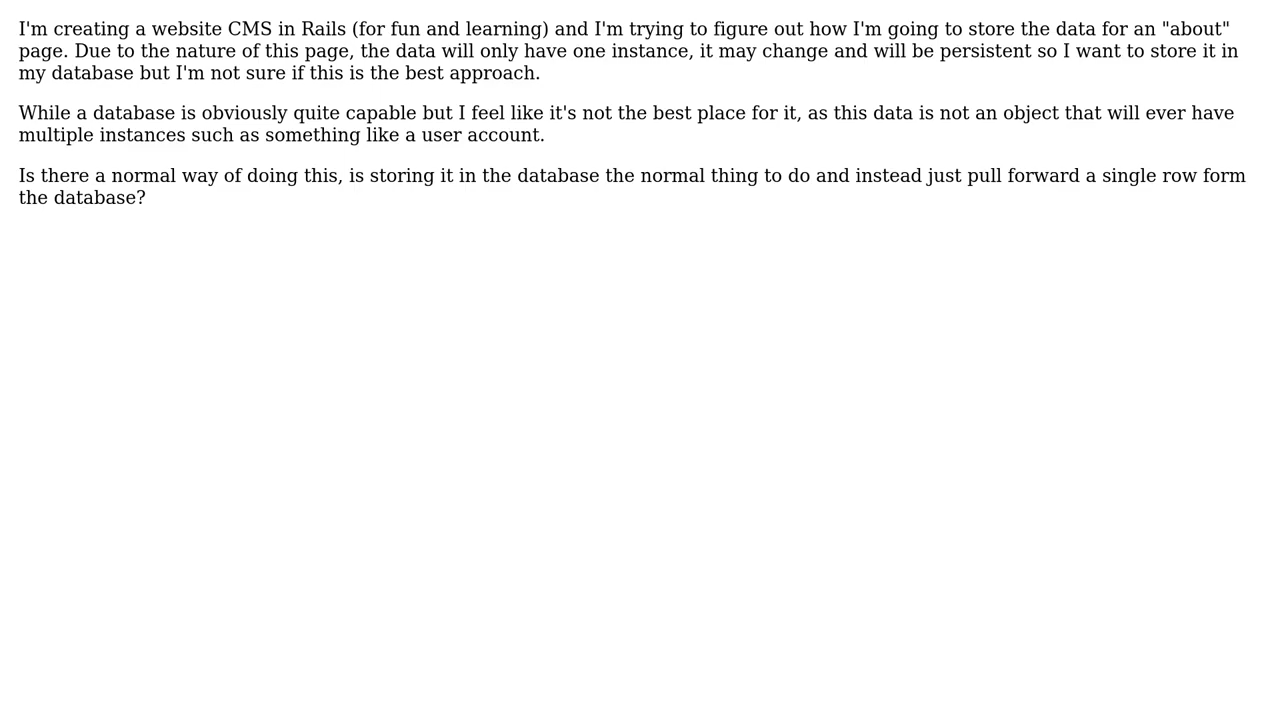 I'm creating a website CMS in Rails (for fun and learning) and I'm trying to figure out how I'm going to store the data for an "about"
page. Due to the nature of this page, the data will only have one instance, it may change and will be persistent so I want to store it in
my database but I'm not sure if this is the best approach.
While a database is obviously quite capable but I feel like it's not the best place for it, as this data is not an object that will ever have
multiple instances such as something like a user account.
Is there a normal way of doing this, is storing it in the database the normal thing to do and instead just pull forward a single row form
the database?